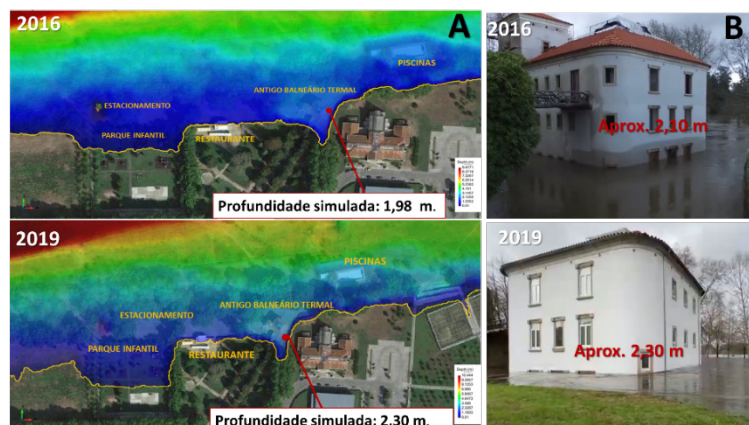 2016
A
PISCINAS
ANTIGO BALNEÁRIO TERMAL
ESTACIONAMENTO
PARQUE INFANTIL
RESTAURANTE
Profundidade simulada: 1,98 m.
2016
B
Aprox. 2,10 m
2019
PISCINAS
ESTACIONAMENTO
ANTIGO BALNEÁRIO TERMAL
PARQUE INFANTIL
RESTAURANTE
Profundidade simulada: 2,30 m.
2019
Aprox. 2,30 m